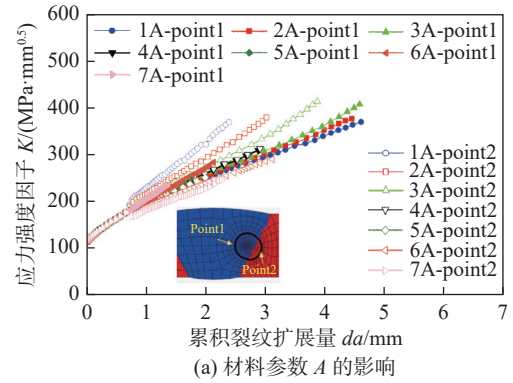 600
500
400
300
200
100
0
应力强度因子 K/(MPa·mm^0.5)
1A-point1 2A-point1 3A-point1
4A-point1 5A-point1 6A-point1
7A-point1
1A-point2
2A-point2
3A-point2
4A-point2
5A-point2
6A-point2
7A-point2
Point1
Point2
0 1 2 3 4 5 6 7
累积裂纹扩展量 da/mm
(a) 材料参数 A 的影响